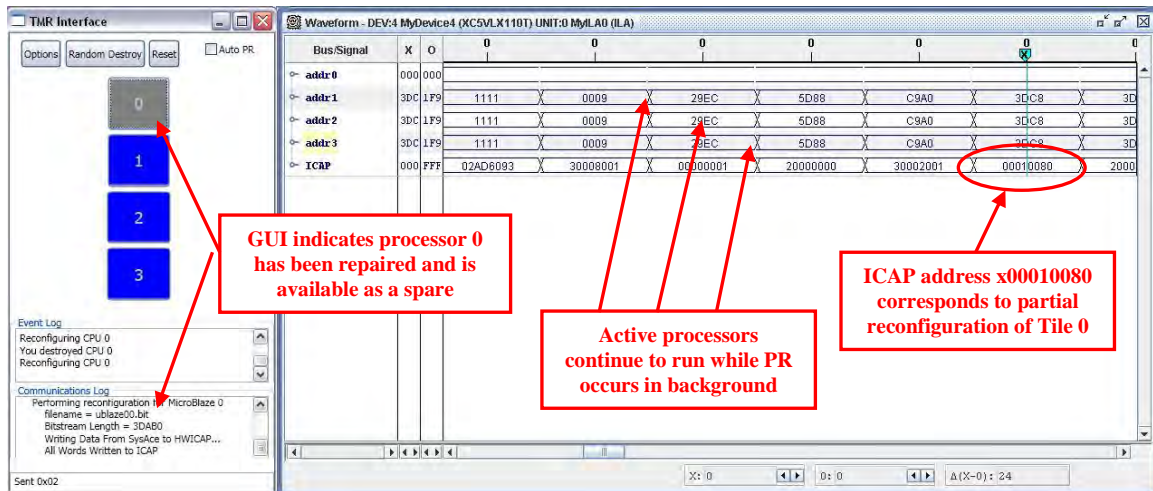 TMR Interface
Options Random Destroy Reset Auto PR
0
1
2
3
Event Log
Reconfiguring CPU 0
You destroyed CPU 0
Reconfiguring CPU 0
Communications Log
Performing reconfiguration for MicroBlaze 0
filename = ublaze00.bit
Bitstream Length = 3DAB0
Writing Data From SysAce to HWICAP...
All Words Written to ICAP
Sent 0x02
Waveform - DEV:4 MyDevice4 (XC5VLX110T) UNIT:0 MyILA0 (ILA)
Bus/Signal X O 0 0 0 0 0 0 0
X
addr0 000 000
addr1 3DC 1F9 1111 0009 29EC 5D88 C9A0 3DC8 3D
addr2 3DC 1F9 1111 0009 29EC 5D88 C9A0 3DC8 3D
addr3 3DC 1F9 1111 0009 29EC 5D88 C9A0 3DC8 3D
ICAP 000 FFF 02AD6093 30008001 00000001 20000000 30002001 00010080 2000
GUI indicates processor 0
has been repaired and is
available as a spare
Active processors
continue to run while PR
occurs in background
ICAP address x00010080
corresponds to partial
reconfiguration of Tile 0
X: 0 O: 0 Δ(X-O): 24